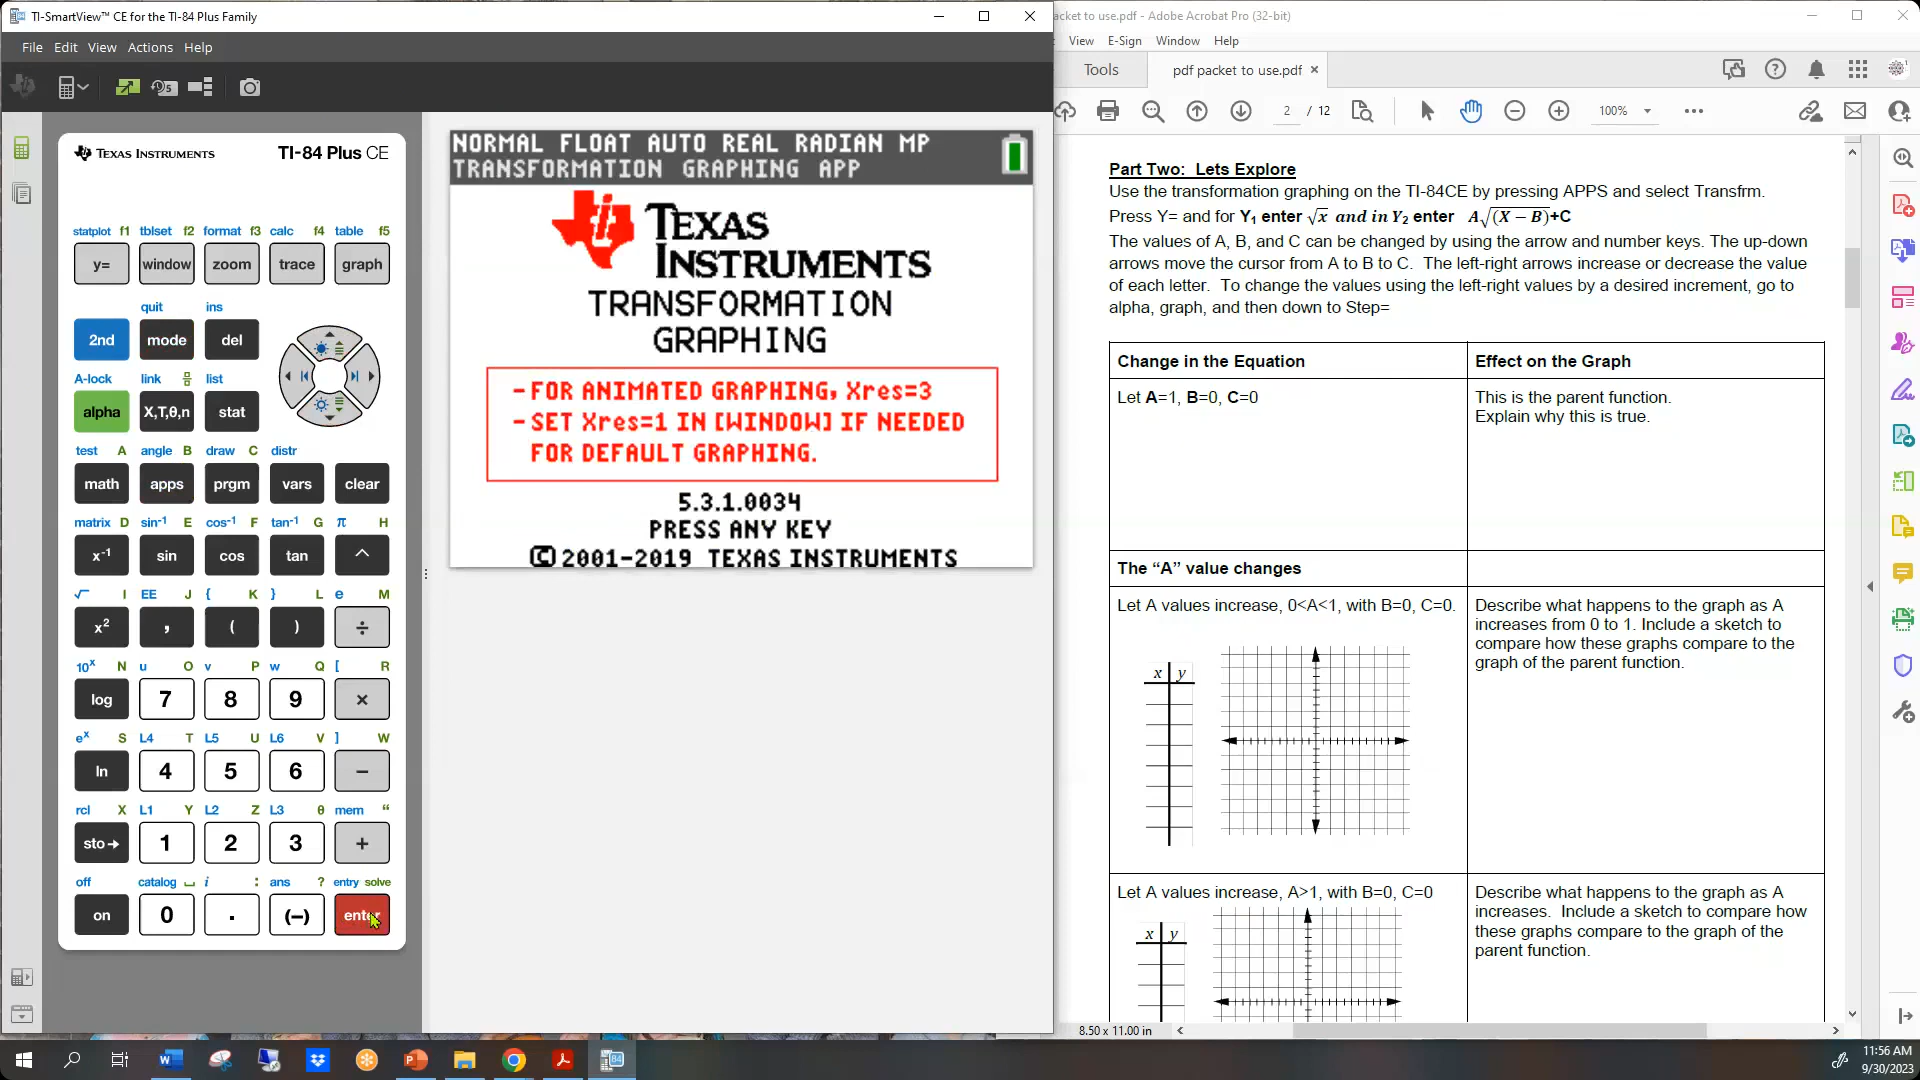 TI-SmartView™ CE for the TI-84 Plus Family
File Edit View Actions Help
TEXAS INSTRUMENTS TI-84 Plus CE
statplot f1 tblset f2 format f3 calc f4 table f5
y= window zoom trace graph
quit ins
2nd mode del
A-lock link list
alpha X,T,θ,n stat
test A angle B draw C distr
math apps prgm vars clear
matrix D sin⁻¹ E cos⁻¹ F tan⁻¹ G π H
x⁻¹ sin cos tan ^
√ I EE J { K } L e M
x² , ( ) ÷
10ˣ N u O v P w Q [ R
log 7 8 9 ×
eˣ S L4 T L5 U L6 V ] W
ln 4 5 6 −
rcl X L1 Y L2 Z L3 θ mem “
sto→ 1 2 3 +
off catalog ⎵ i : ans ? entry solve
on 0 . (−) enter
NORMAL FLOAT AUTO REAL RADIAN MP
TRANSFORMATION GRAPHING APP
TEXAS
INSTRUMENTS
TRANSFORMATION
GRAPHING
-FOR ANIMATED GRAPHING, Xres=3
-SET Xres=1 IN [WINDOW] IF NEEDED
FOR DEFAULT GRAPHING.
5.3.1.0034
PRESS ANY KEY
© 2001-2019 TEXAS INSTRUMENTS
acket to use.pdf - Adobe Acrobat Pro (32-bit)
View E-Sign Window Help
Tools pdf packet to use.pdf ×
2 / 12 100%
Part Two: Lets Explore
Use the transformation graphing on the TI-84CE by pressing APPS and select Transfrm.
Press Y= and for Y₁ enter √x and in Y₂ enter A√(X − B)+C
The values of A, B, and C can be changed by using the arrow and number keys. The up-down
arrows move the cursor from A to B to C. The left-right arrows increase or decrease the value
of each letter. To change the values using the left-right values by a desired increment, go to
alpha, graph, and then down to Step=
Change in the Equation Effect on the Graph
Let A=1, B=0, C=0
This is the parent function.
Explain why this is true.
The “A” value changes
Let A values increase, 0<A<1, with B=0, C=0.
x y
Describe what happens to the graph as A
increases from 0 to 1. Include a sketch to
compare how these graphs compare to the
graph of the parent function.
Let A values increase, A>1, with B=0, C=0
x y
Describe what happens to the graph as A
increases. Include a sketch to compare how
these graphs compare to the graph of the
parent function.
8.50 x 11.00 in
11:56 AM
9/30/2023